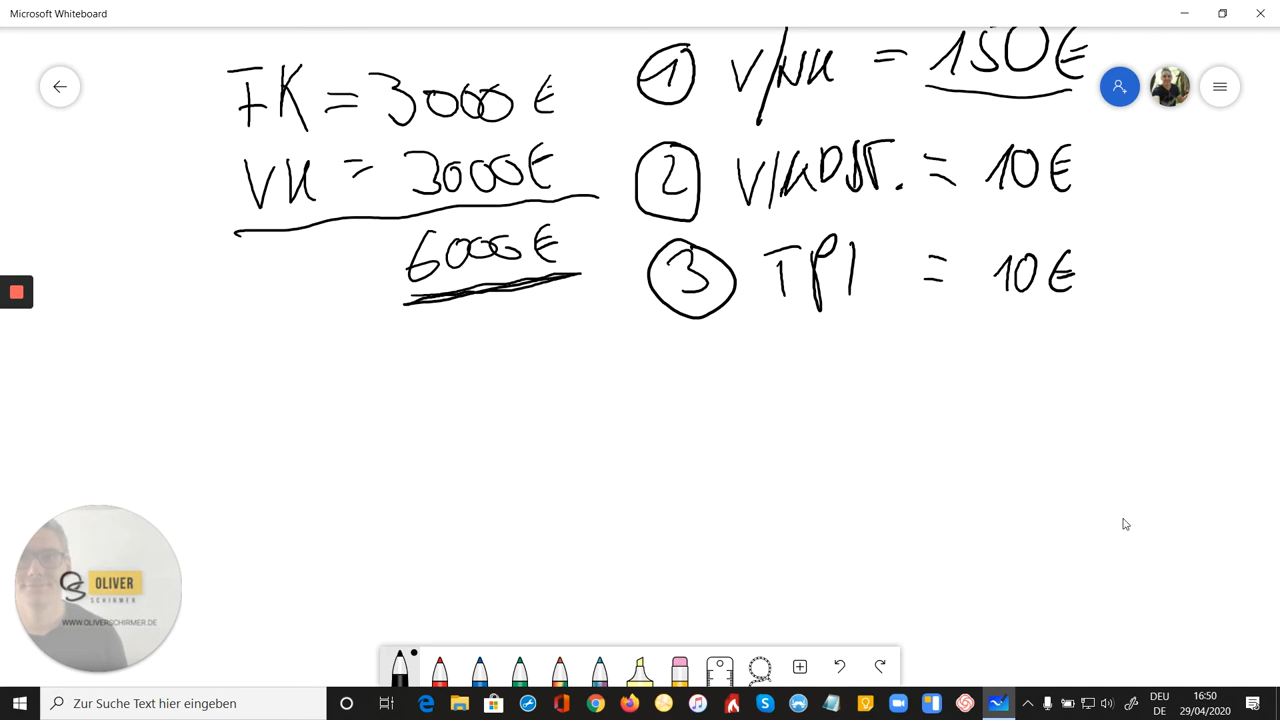 Microsoft Whiteboard
FK = 3000 €
VK = 3000€
6000€
1 V/NK = 150€
2 V/KOST. = 10€
3 TPI = 10€
OLIVER
SCHIRMER
WWW.OLIVERSCHIRMER.DE
Zur Suche Text hier eingeben
DEU
DE
16:50
29/04/2020